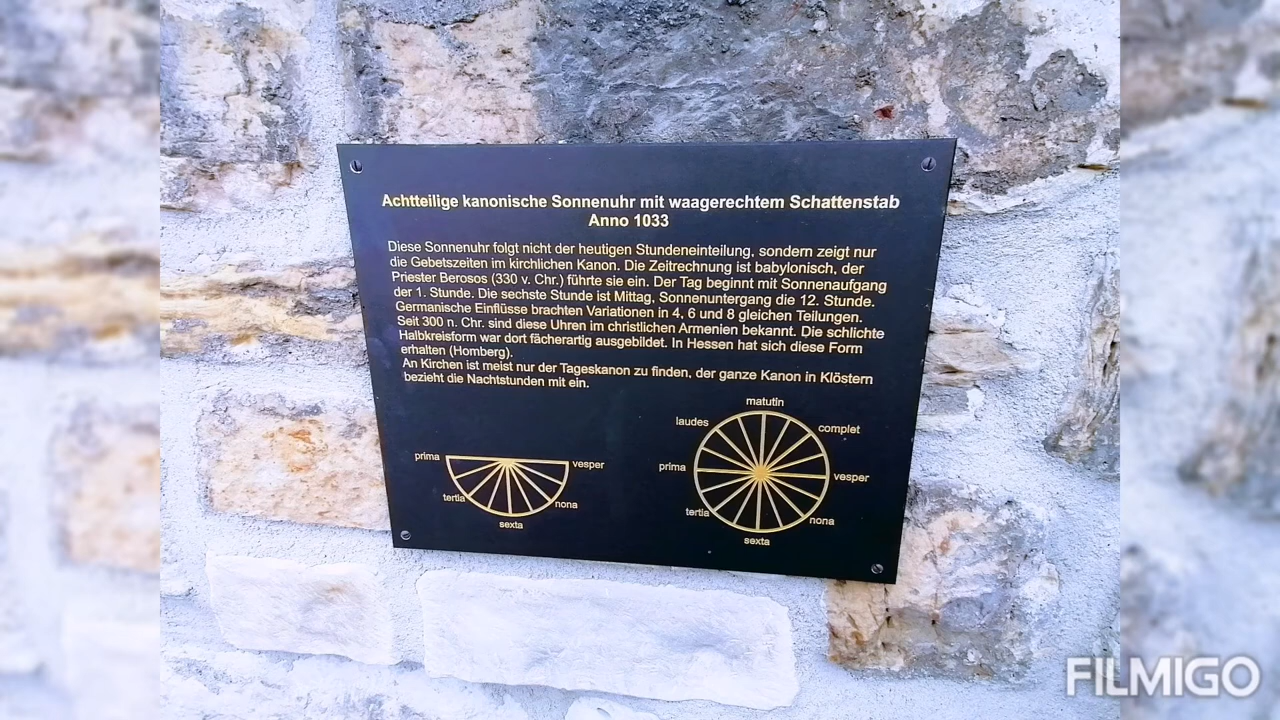 Achtteilige kanonische Sonnenuhr mit waagerechtem Schattenstab
Anno 1033
Diese Sonnenuhr folgt nicht der heutigen Stundeneinteilung, sondern zeigt nur
die Gebetszeiten im kirchlichen Kanon. Die Zeitrechnung ist babylonisch, der
Priester Berosos (330 v. Chr.) führte sie ein. Der Tag beginnt mit Sonnenaufgang
der 1. Stunde. Die sechste Stunde ist Mittag, Sonnenuntergang die 12. Stunde.
Germanische Einflüsse brachten Variationen in 4, 6 und 8 gleichen Teilungen.
Seit 300 n. Chr. sind diese Uhren im christlichen Armenien bekannt. Die schlichte
Halbkreisform war dort fächerartig ausgebildet. In Hessen hat sich diese Form
erhalten (Homberg).
An Kirchen ist meist nur der Tageskanon zu finden, der ganze Kanon in Klöstern
bezieht die Nachtstunden mit ein.
prima
vesper
tertia
nona
sexta
matutin
laudes
complet
prima
vesper
tertia
nona
sexta
FILMIGO